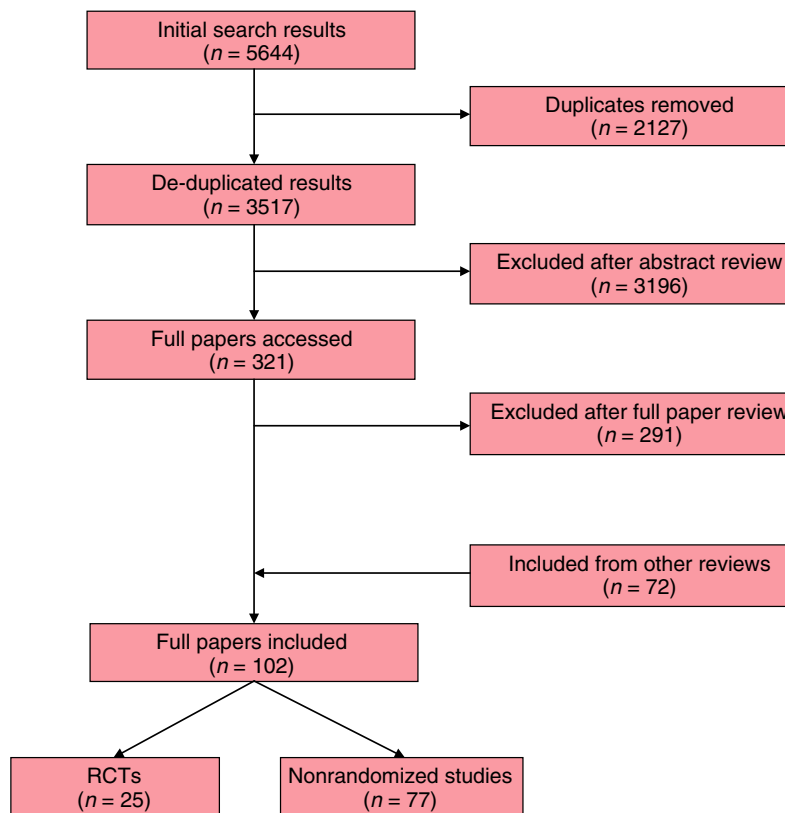 Initial search results
(n = 5644)
Duplicates removed
(n = 2127)
De-duplicated results
(n = 3517)
Excluded after abstract review
(n = 3196)
Full papers accessed
(n = 321)
Excluded after full paper review
(n = 291)
Included from other reviews
(n = 72)
Full papers included
(n = 102)
RCTs
(n = 25)
Nonrandomized studies
(n = 77)